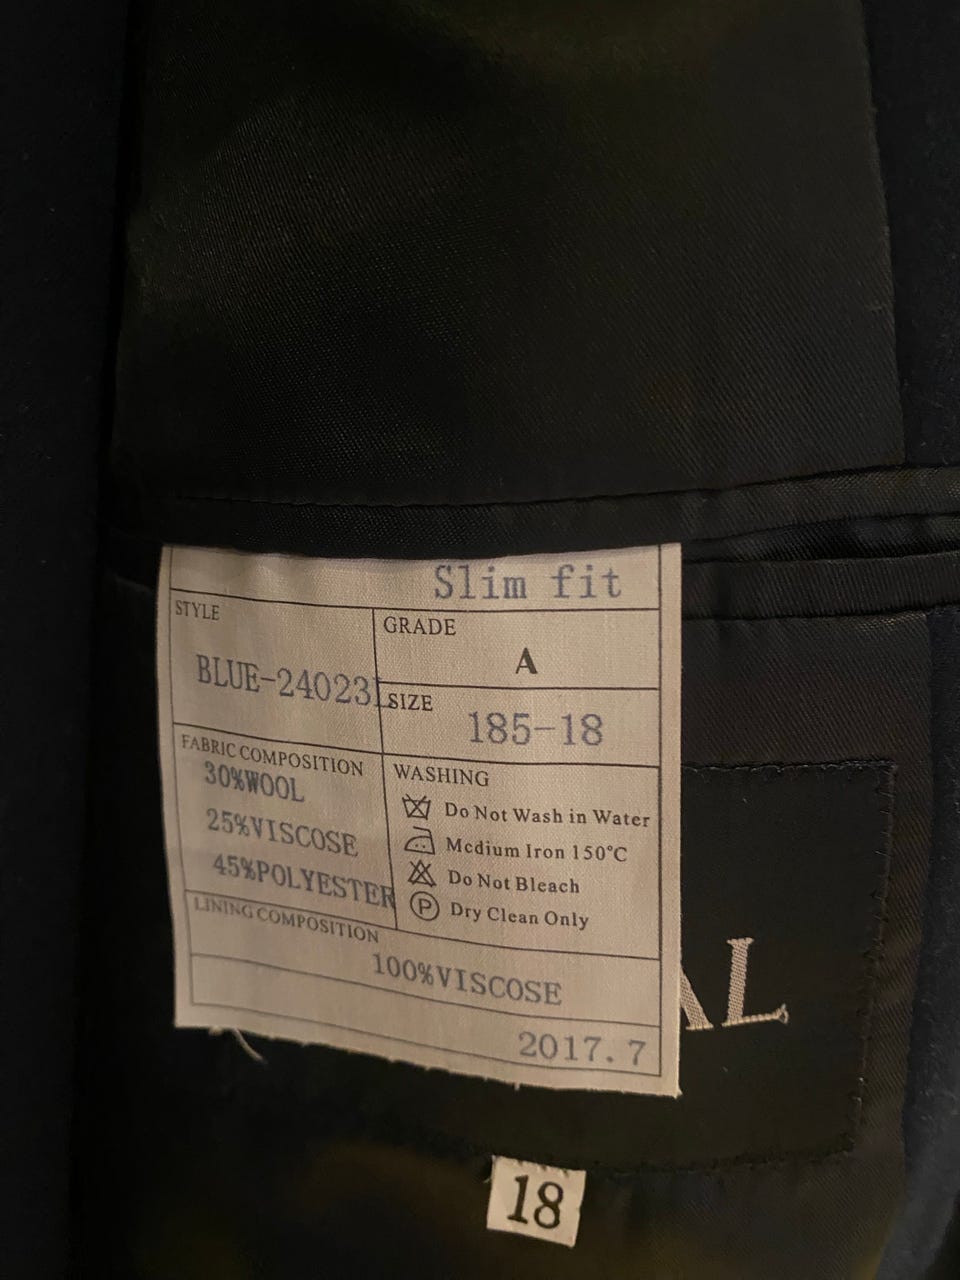 Slim fit
STYLE
BLUE-24023
GRADE
A
SIZE
185-18
FABRIC COMPOSITION
30%WOOL
25%VISCOSE
45%POLYESTER
WASHING
Do Not Wash in Water
Medium Iron 150°C
Do Not Bleach
P Dry Clean Only
LINING COMPOSITION
100%VISCOSE
2017.7
AL
18